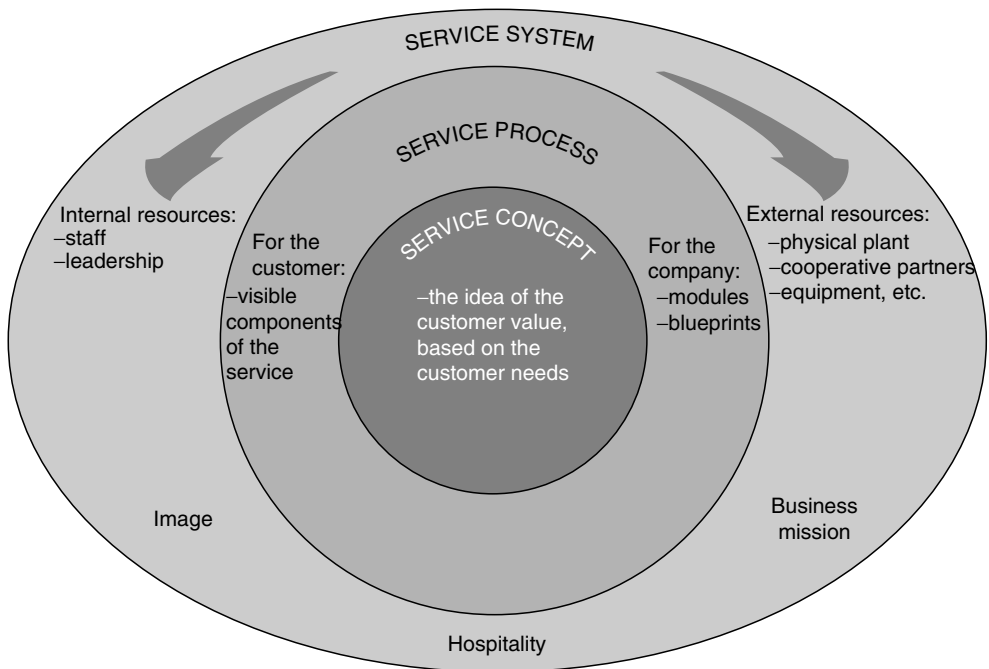 SERVICE SYSTEM
SERVICE PROCESS
SERVICE CONCEPT
Internal resources:
–staff
–leadership
For the
customer:
–visible
components
of the
service
–the idea of the
customer value,
based on the
customer needs
For the
company:
–modules
–blueprints
External resources:
–physical plant
–cooperative partners
–equipment, etc.
Image
Business
mission
Hospitality